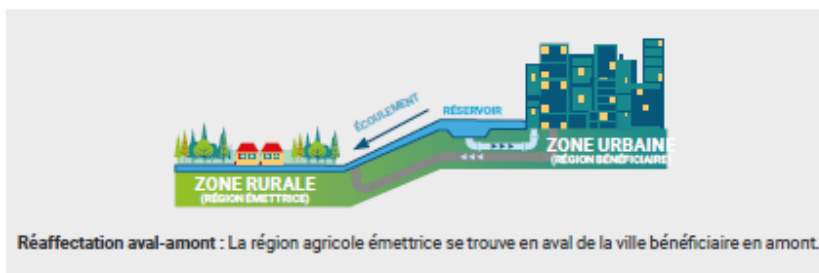 ÉCOULEMENT
RÉSERVOIR
ZONE URBAINE
(RÉGION BÉNÉFICIAIRE)
ZONE RURALE
(RÉGION ÉMETTRICE)
Réaffectation aval-amont : La région agricole émettrice se trouve en aval de la ville bénéficiaire en amont.